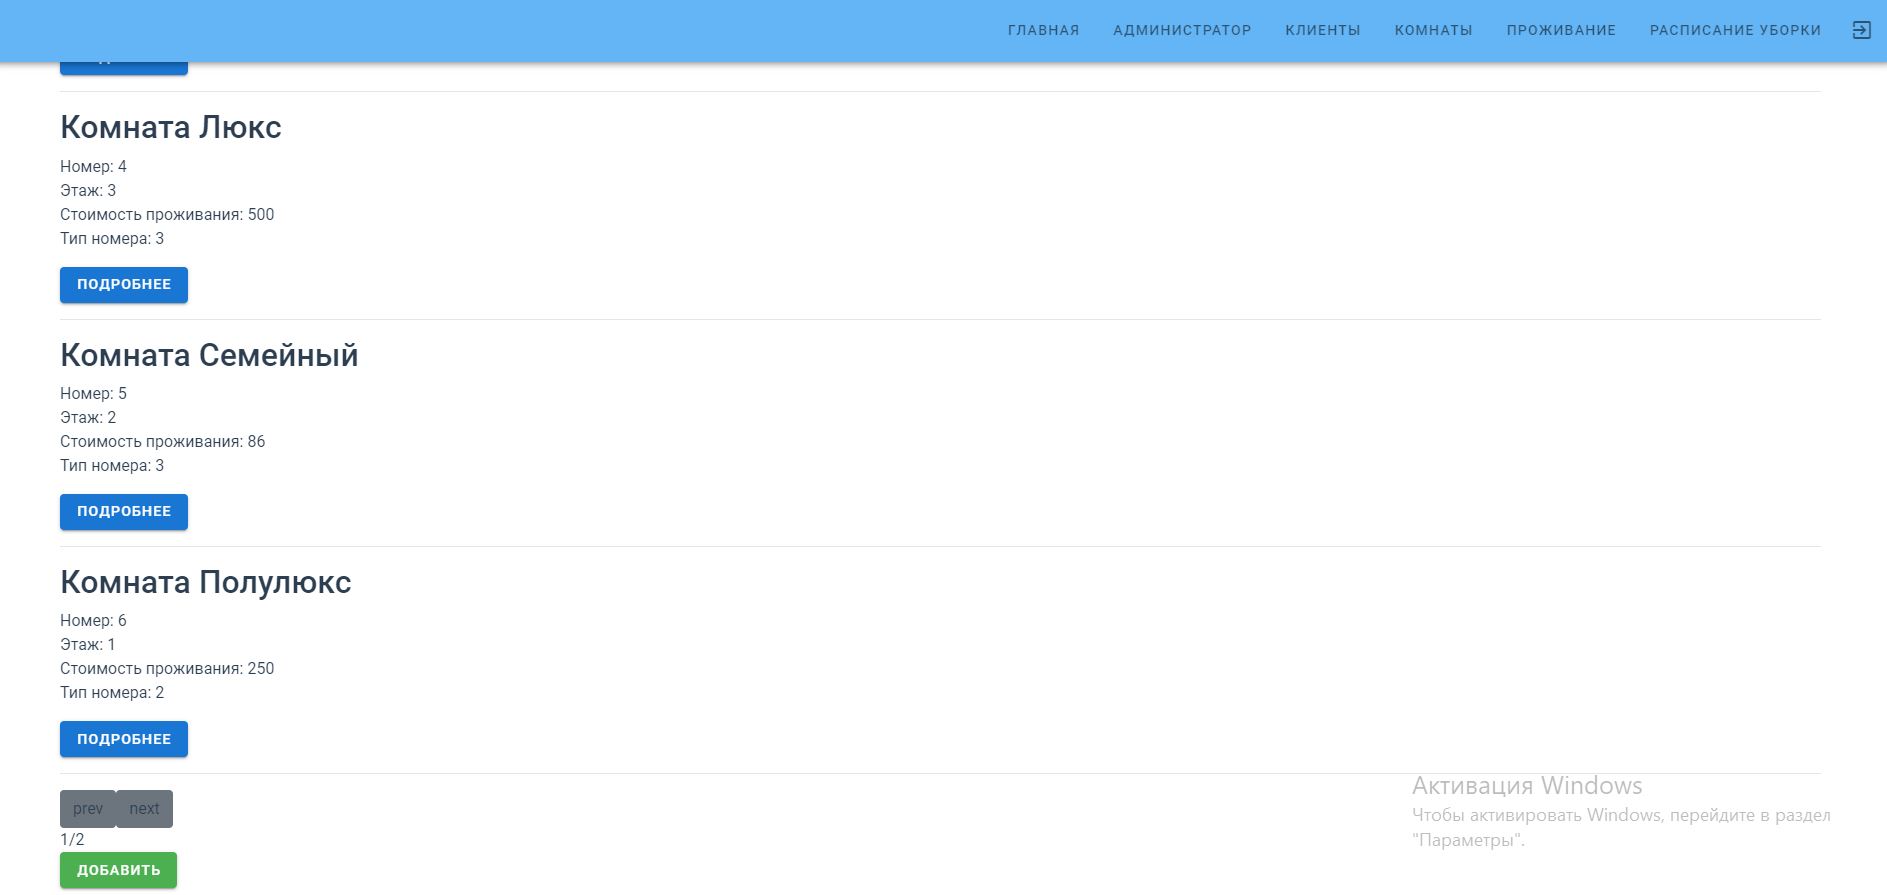 ГЛАВНАЯ АДМИНИСТРАТОР КЛИЕНТЫ КОМНАТЫ ПРОЖИВАНИЕ РАСПИСАНИЕ УБОРКИ
Комната Люкс
Номер: 4
Этаж: 3
Стоимость проживания: 500
Тип номера: 3
ПОДРОБНЕЕ
Комната Семейный
Номер: 5
Этаж: 2
Стоимость проживания: 86
Тип номера: 3
ПОДРОБНЕЕ
Комната Полулюкс
Номер: 6
Этаж: 1
Стоимость проживания: 250
Тип номера: 2
ПОДРОБНЕЕ
prev next
1/2
ДОБАВИТЬ
Активация Windows
Чтобы активировать Windows, перейдите в раздел
"Параметры".